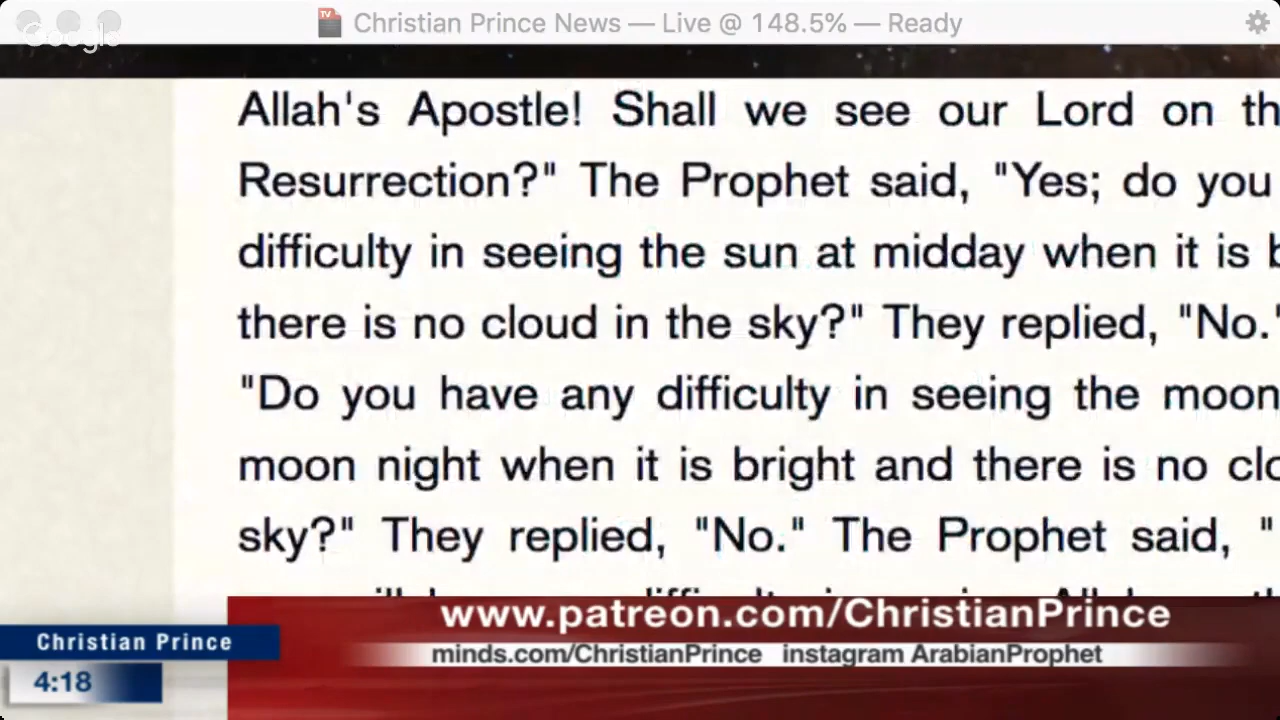 Christian Prince News — Live @ 148.5% — Ready
Google
Allah's Apostle! Shall we see our Lord on th
Resurrection?" The Prophet said, "Yes; do you
difficulty in seeing the sun at midday when it is b
there is no cloud in the sky?" They replied, "No."
"Do you have any difficulty in seeing the moon
moon night when it is bright and there is no clo
sky?" They replied, "No." The Prophet said, "
www.patreon.com/ChristianPrince
Christian Prince
minds.com/ChristianPrince instagram ArabianProphet
4:18